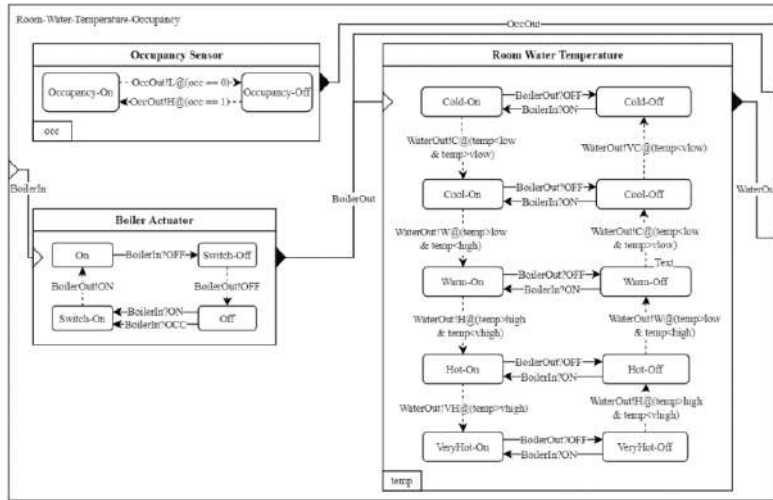 Room-Water-Temperature-Occupancy
OccOut
Occupancy Sensor
Occupancy-On
OccOut!L@(occ == 0)
OccOut!H@(occ == 1)
Occupancy-Off
occ
BoilerIn
Boiler Actuator
On
BoilerIn?OFF
Switch-Off
BoilerOut!ON
BoilerOut!OFF
Switch-On
BoilerIn?ON
BoilerIn?OCC
Off
BoilerOut
Room Water Temperature
Cold-On
BoilerOut?OFF
BoilerIn?ON
Cold-Off
WaterOut!C@(temp<low
& temp>vlow)
WaterOut!VC@(temp<vlow)
Cool-On
BoilerOut?OFF
BoilerIn?ON
Cool-Off
WaterOut!W@(temp>low
& temp<high)
WaterOut!C@(temp<low
& temp>vlow)
Text
Warm-On
BoilerOut?OFF
BoilerIn?ON
Warm-Off
WaterOut!H@(temp>high
& temp<vhigh)
WaterOut!W@(temp>low
& temp<high)
Hot-On
BoilerOut?OFF
BoilerIn?ON
Hot-Off
WaterOut!VH@(temp>vhigh)
WaterOut!H@(temp>high
& temp<vhigh)
VeryHot-On
BoilerOut?OFF
BoilerIn?ON
VeryHot-Off
temp
WaterOu